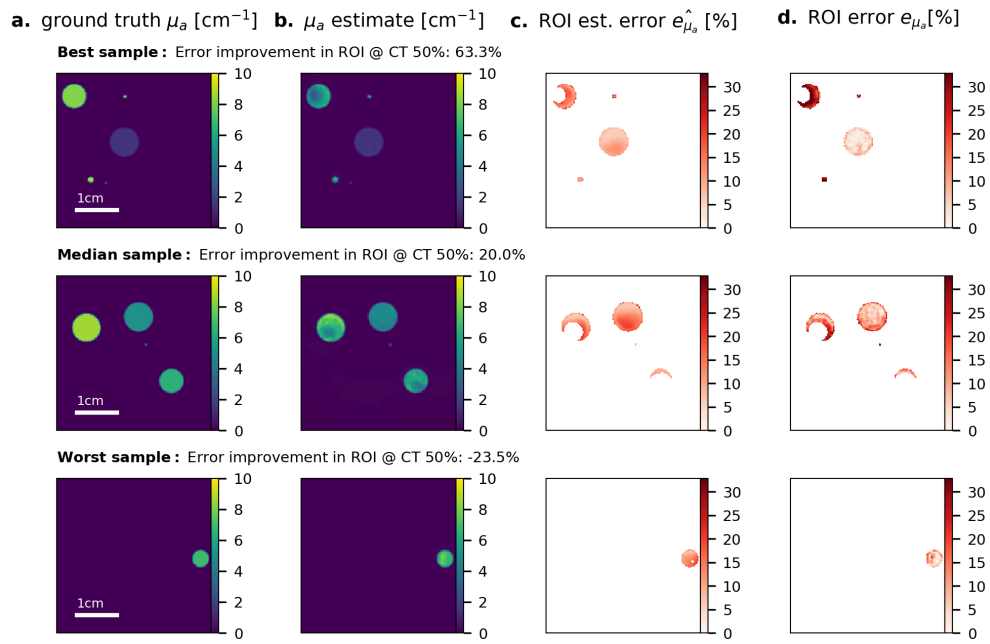 a. ground truth μₐ [cm⁻¹] b. μₐ estimate [cm⁻¹] c. ROI est. error e^_μₐ [%] d. ROI error e_μₐ[%]
Best sample: Error improvement in ROI @ CT 50%: 63.3%
10 10 30 30
8 8 25 25
6 6 20 20
4 4 15 15
2 2 10 10
0 0 5 5
0 0
1cm
Median sample: Error improvement in ROI @ CT 50%: 20.0%
10 10 30 30
8 8 25 25
6 6 20 20
4 4 15 15
2 2 10 10
0 0 5 5
0 0
1cm
Worst sample: Error improvement in ROI @ CT 50%: -23.5%
10 10 30 30
8 8 25 25
6 6 20 20
4 4 15 15
2 2 10 10
0 0 5 5
0 0
1cm